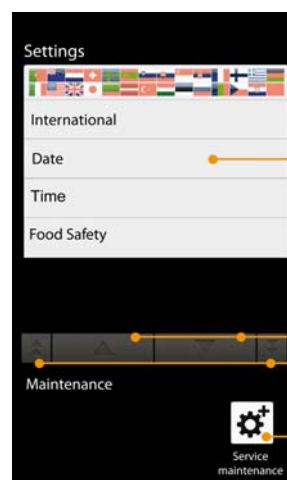 Settings
International
Date
Time
Food Safety
Maintenance
Service
maintenance